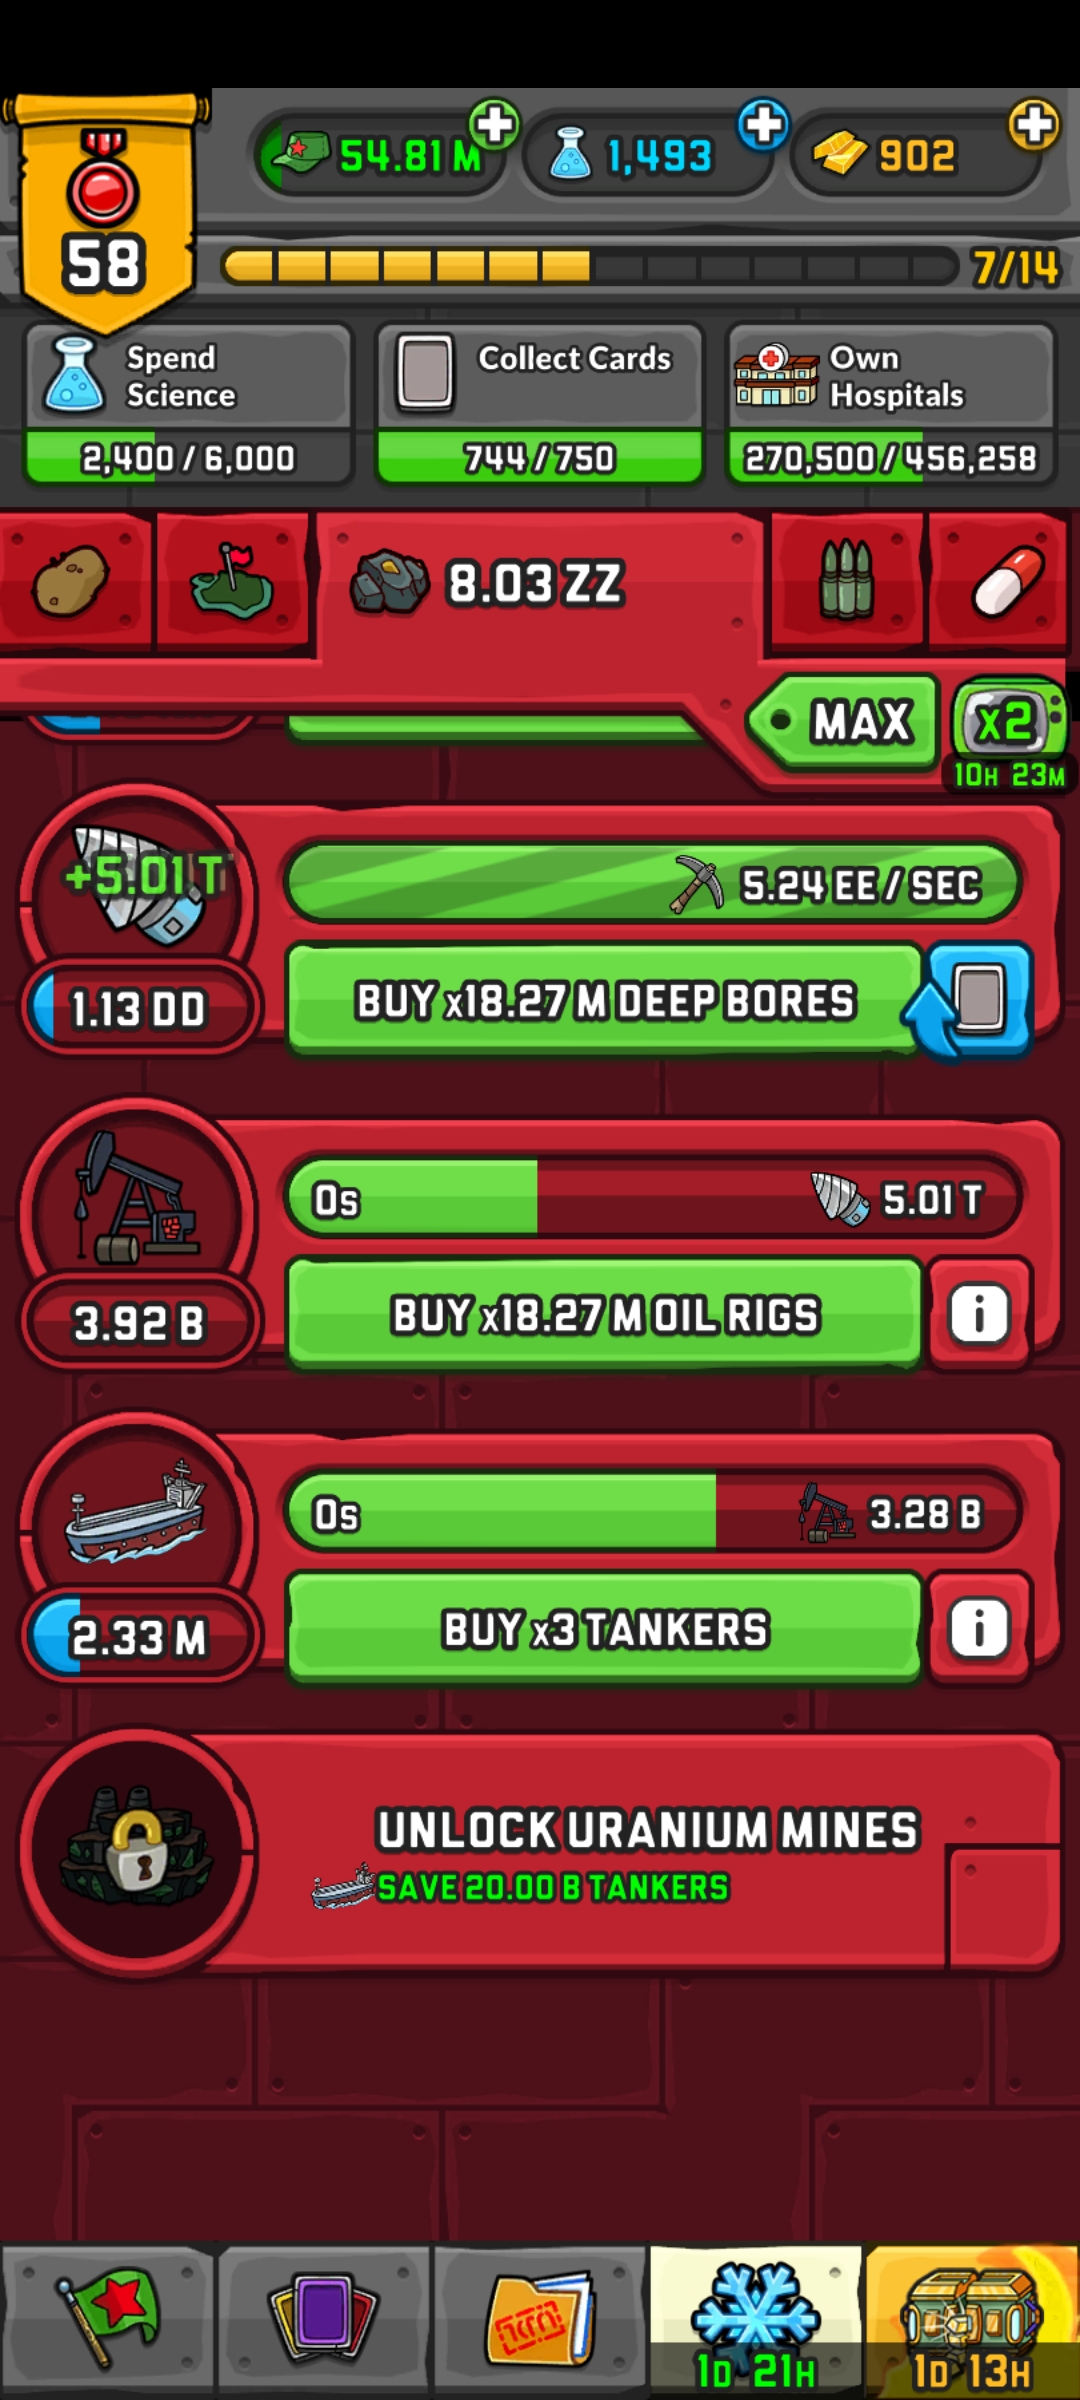 54.81 M
1,493
902
58
7/14
Spend
Science
2,400 / 6,000
Collect Cards
744 / 750
Own
Hospitals
270,500 / 456,258
8.03 ZZ
MAX
x2
10H 23M
+5.01 T
5.24 EE / SEC
1.13 DD
BUY x18.27 M DEEP BORES
0s
5.01 T
3.92 B
BUY x18.27 M OIL RIGS
0s
3.28 B
2.33 M
BUY x3 TANKERS
UNLOCK URANIUM MINES
SAVE 20.00 B TANKERS
1D 21H
1D 13H